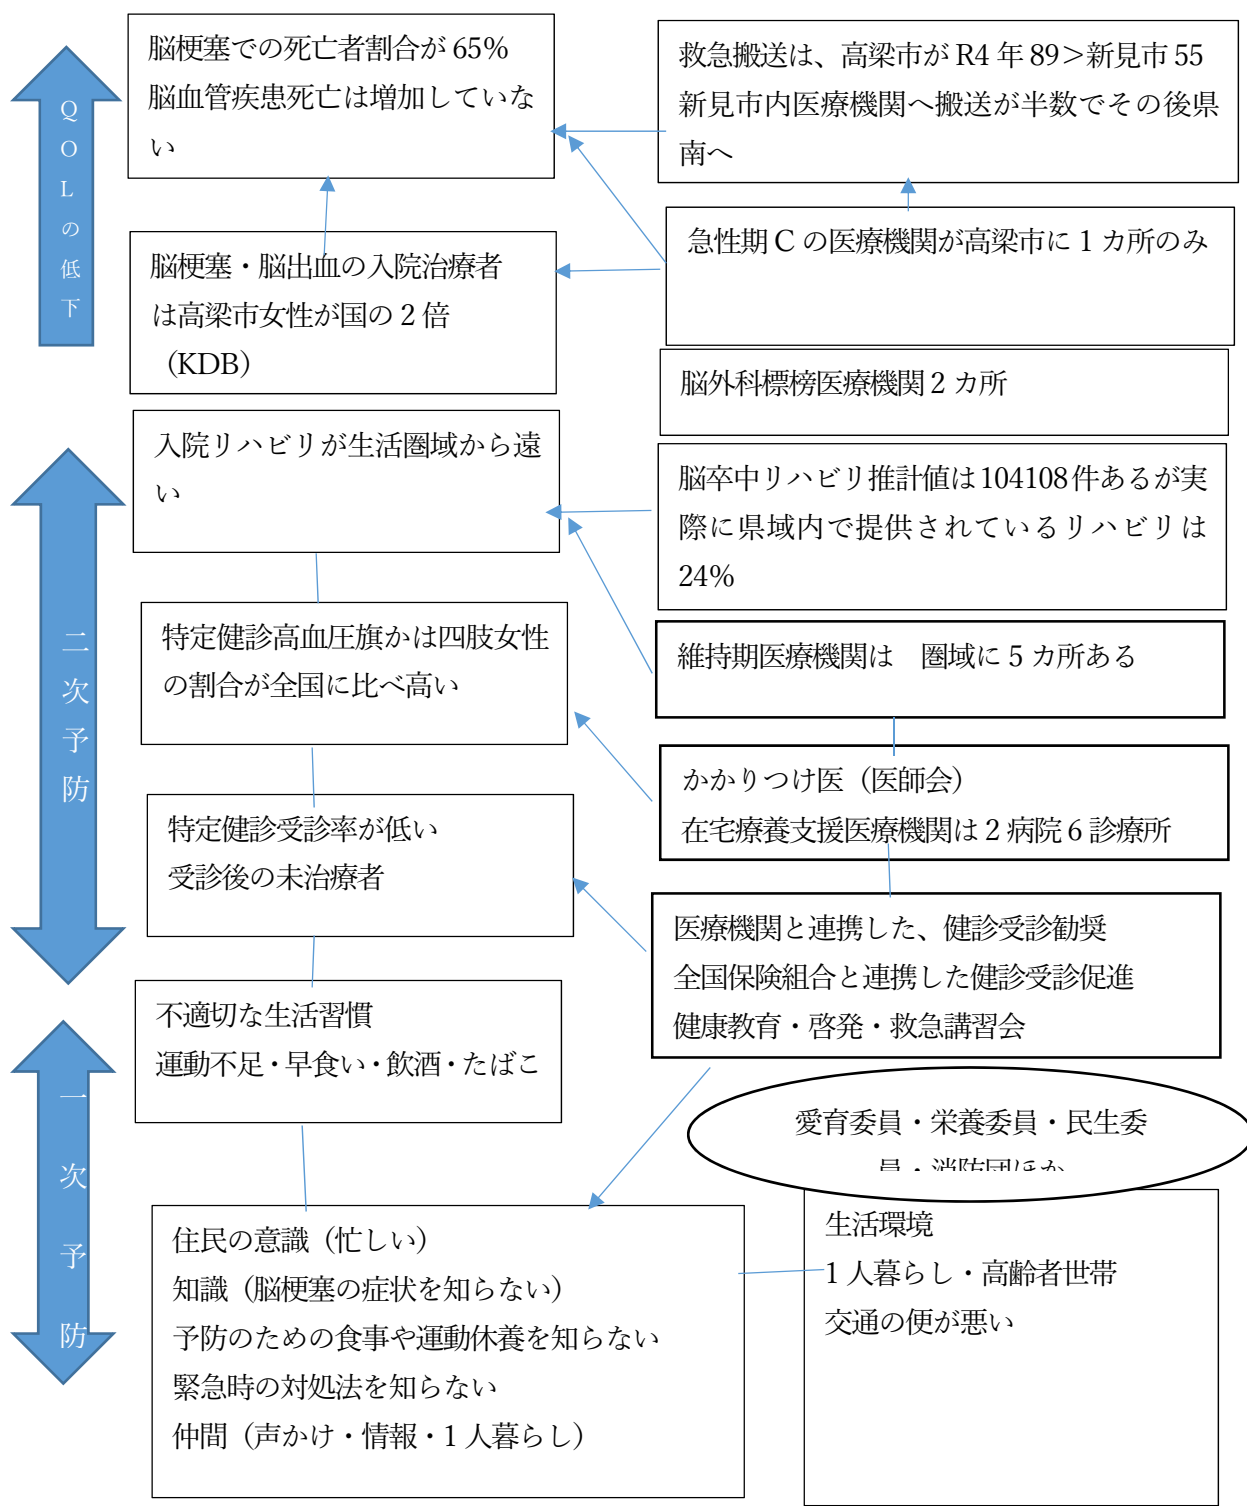 QOLの低下
脳梗塞での死亡者割合が 65%
脳血管疾患死亡は増加していな
い
救急搬送は、高梁市が R4 年 89＞新見市 55
新見市内医療機関へ搬送が半数でその後県
南へ
脳梗塞・脳出血の入院治療者
は高梁市女性が国の 2 倍
（KDB）
急性期 C の医療機関が高梁市に 1 カ所のみ
脳外科標榜医療機関 2 カ所
二次予防
入院リハビリが生活圏域から遠
い
脳卒中リハビリ推計値は 104108 件あるが実
際に県域内で提供されているリハビリは
24%
特定健診高血圧旗かは四肢女性
の割合が全国に比べ高い
維持期医療機関は　圏域に 5 カ所ある
かかりつけ医（医師会）
在宅療養支援医療機関は 2 病院 6 診療所
特定健診受診率が低い
受診後の未治療者
医療機関と連携した、健診受診勧奨
全国保険組合と連携した健診受診促進
健康教育・啓発・救急講習会
一次予防
不適切な生活習慣
運動不足・早食い・飲酒・たばこ
愛育委員・栄養委員・民生委
員・消防団ほか
住民の意識（忙しい）
知識（脳梗塞の症状を知らない）
予防のための食事や運動休養を知らない
緊急時の対処法を知らない
仲間（声かけ・情報・1 人暮らし）
生活環境
1 人暮らし・高齢者世帯
交通の便が悪い